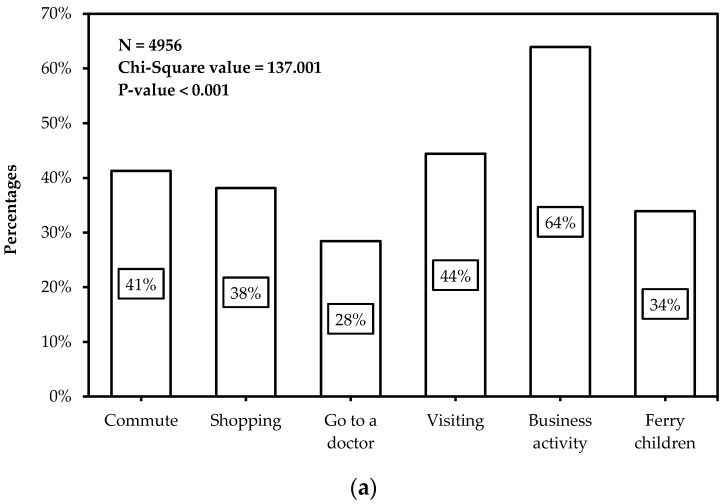 70%
N = 4956
Chi-Square value = 137.001
P-value < 0.001
60%
50%
40%
30%
20%
10%
0%
Percentages
41%
38%
28%
44%
64%
34%
Commute
Shopping
Go to a
doctor
Visiting
Business
activity
Ferry
children
(a)